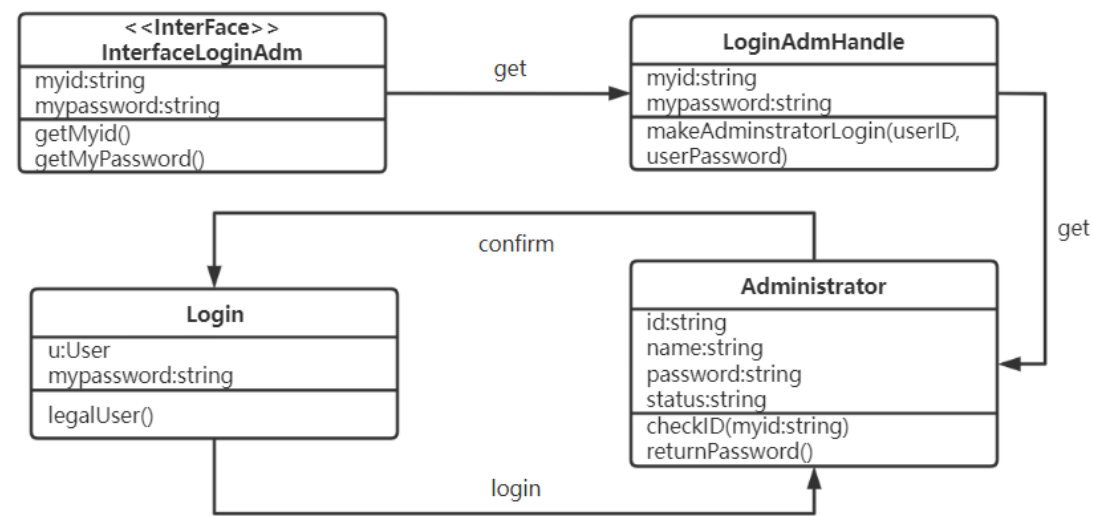 <<InterFace>>
InterfaceLoginAdm
myid:string
mypassword:string
getMyid()
getMyPassword()
get
LoginAdmHandle
myid:string
mypassword:string
makeAdminstratorLogin(userID,
userPassword)
get
confirm
Login
u:User
mypassword:string
legalUser()
Administrator
id:string
name:string
password:string
status:string
checkID(myid:string)
returnPassword()
login